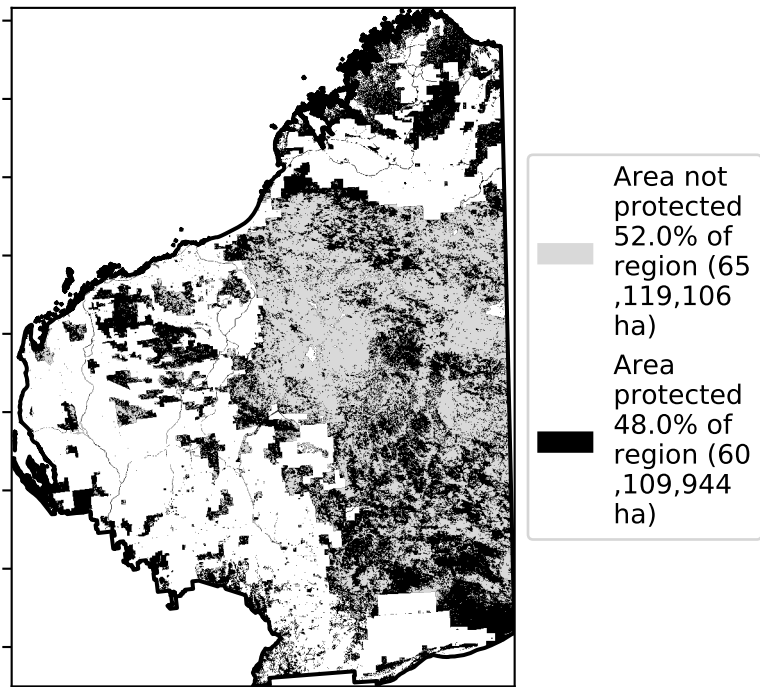 Area not
protected
52.0% of
region (65
,119,106
ha)
Area
protected
48.0% of
region (60
,109,944
ha)